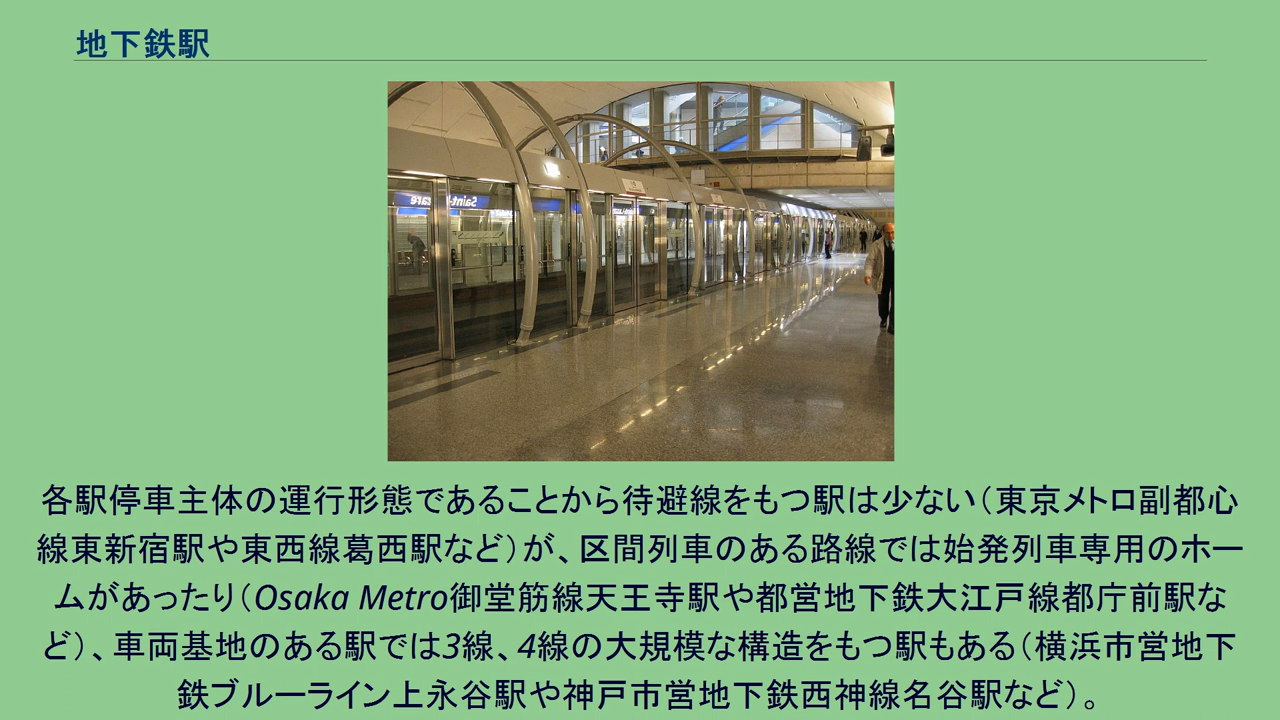 地下鉄駅
各駅停車主体の運行形態であることから待避線をもつ駅は少ない（東京メトロ副都心
線東新宿駅や東西線葛西駅など）が、区間列車のある路線では始発列車専用のホー
ムがあったり（Osaka Metro御堂筋線天王寺駅や都営地下鉄大江戸線都庁前駅な
ど）、車両基地のある駅では3線、4線の大規模な構造をもつ駅もある（横浜市営地下
鉄ブルーライン上永谷駅や神戸市営地下鉄西神線名谷駅など）。